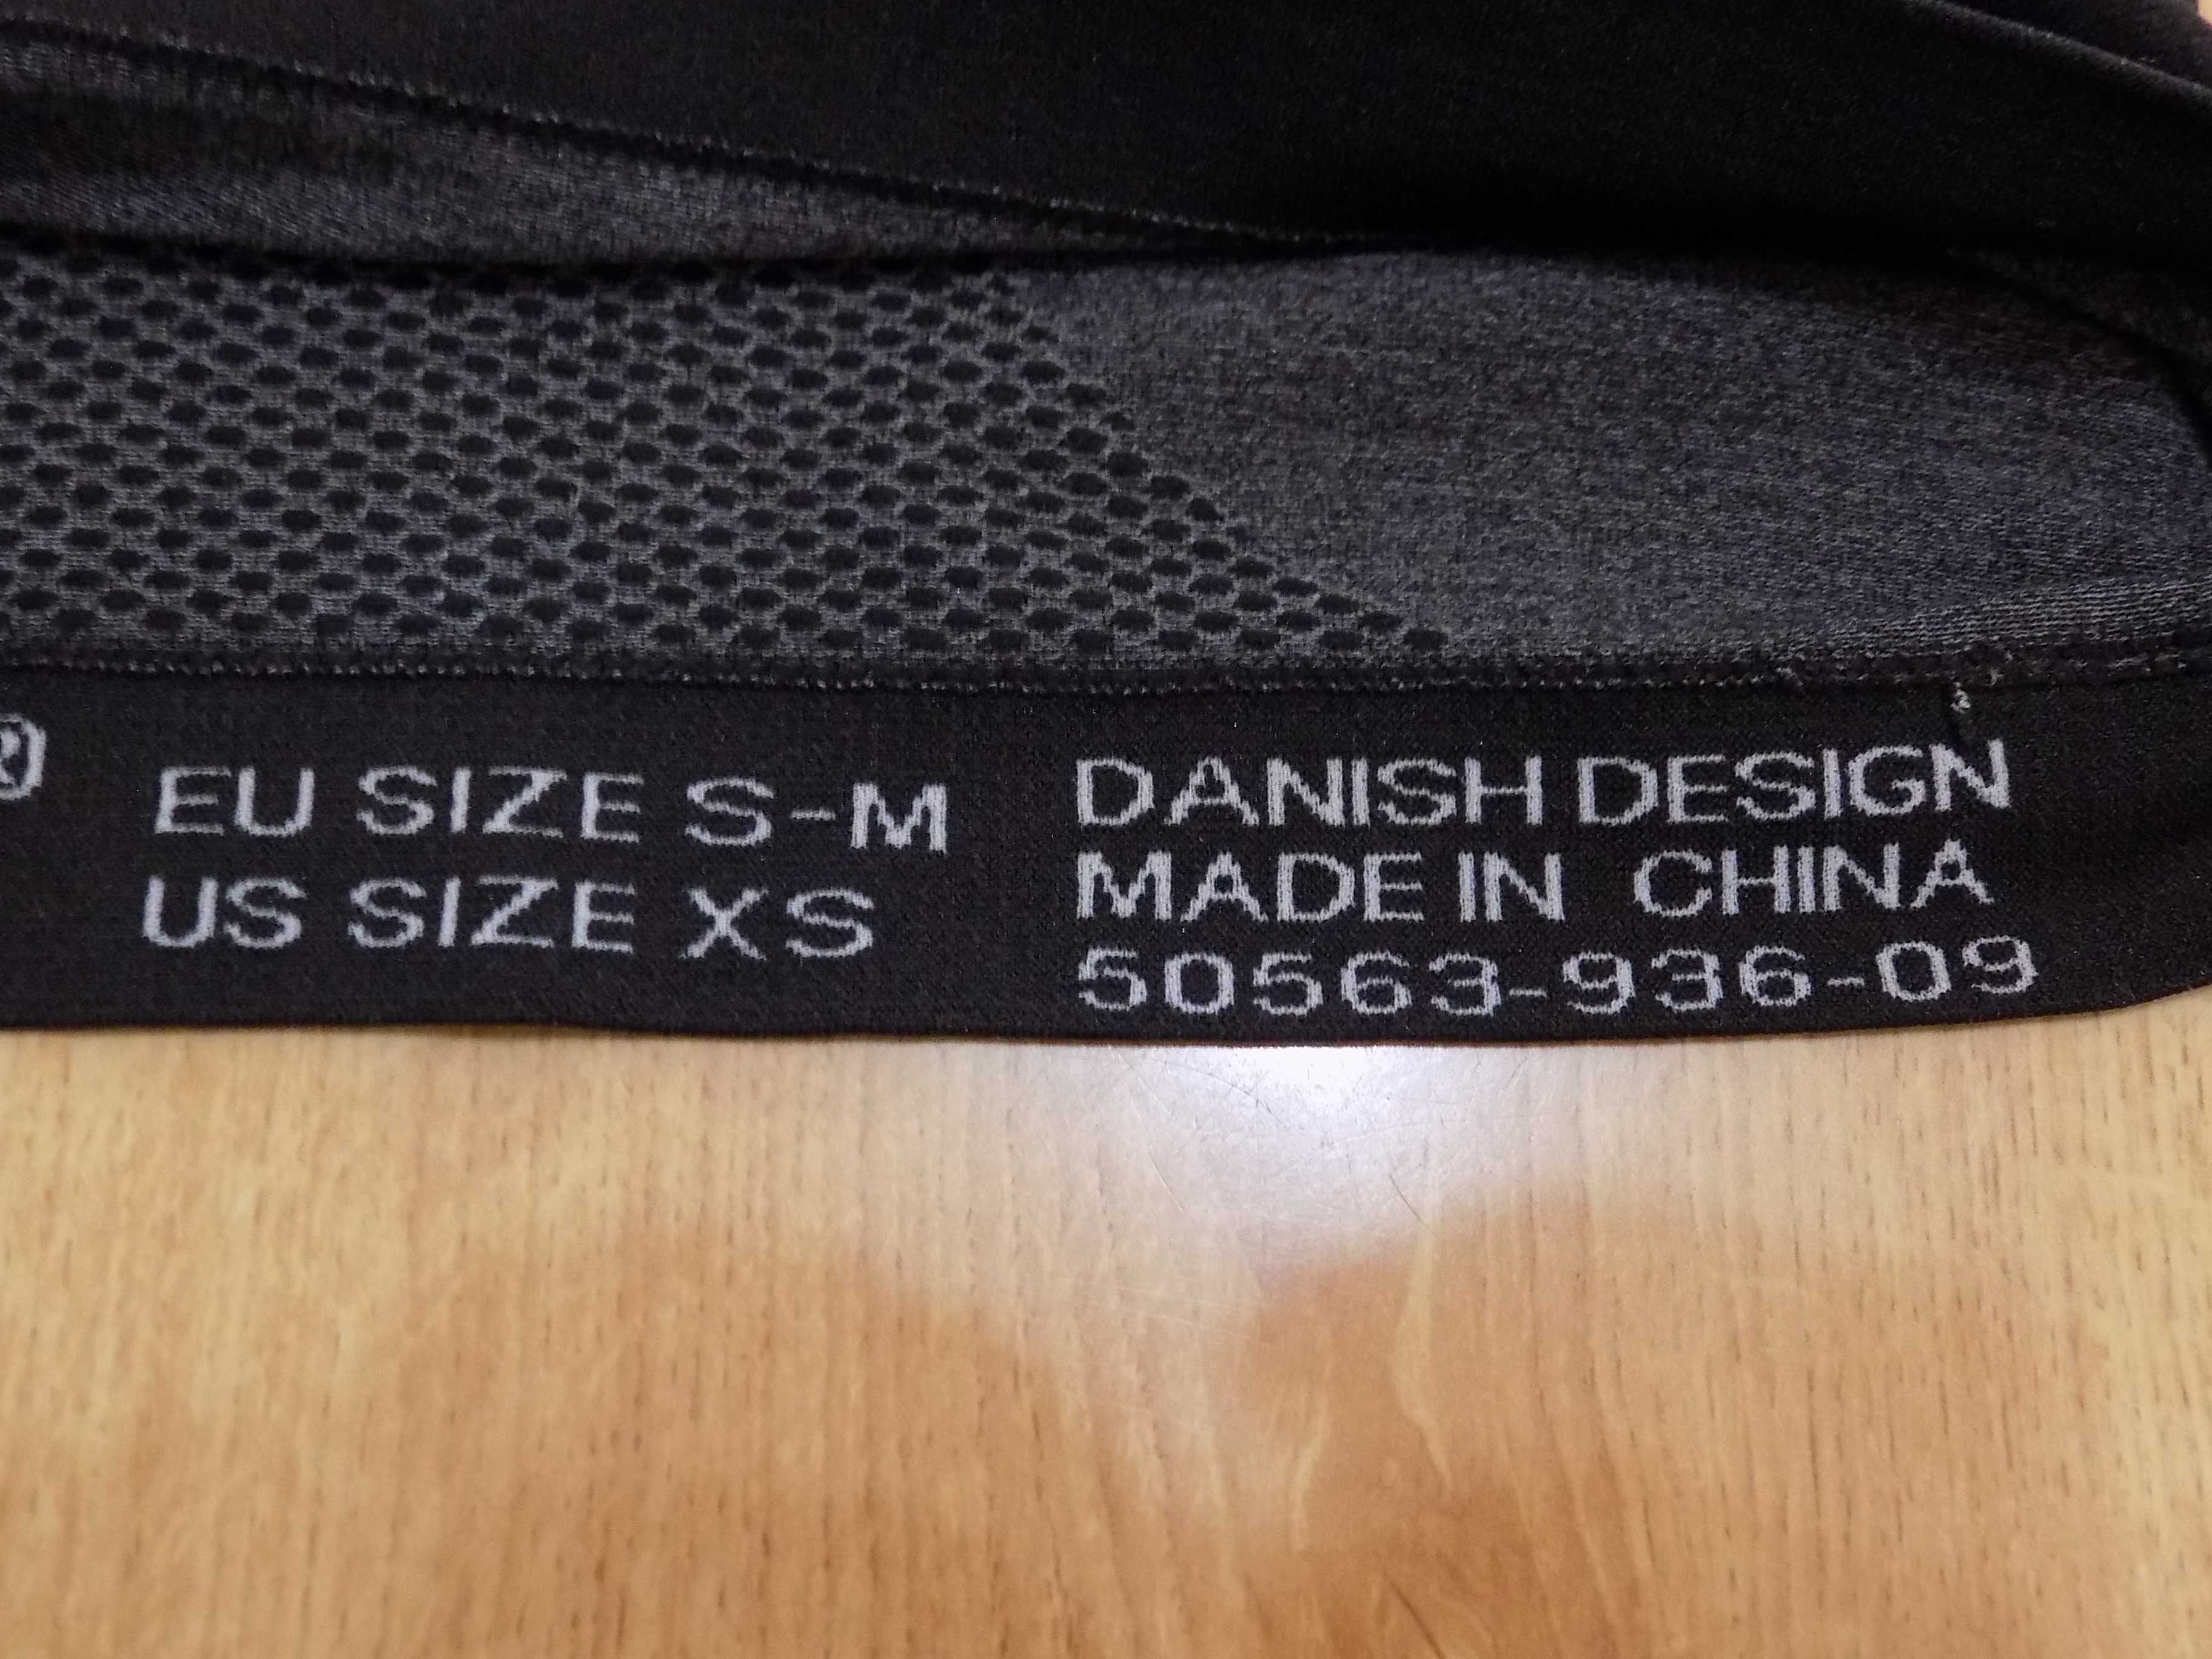 ®
EU SIZE S-M
US SIZE XS
DANISH DESIGN
MADE IN CHINA
50563-936-09